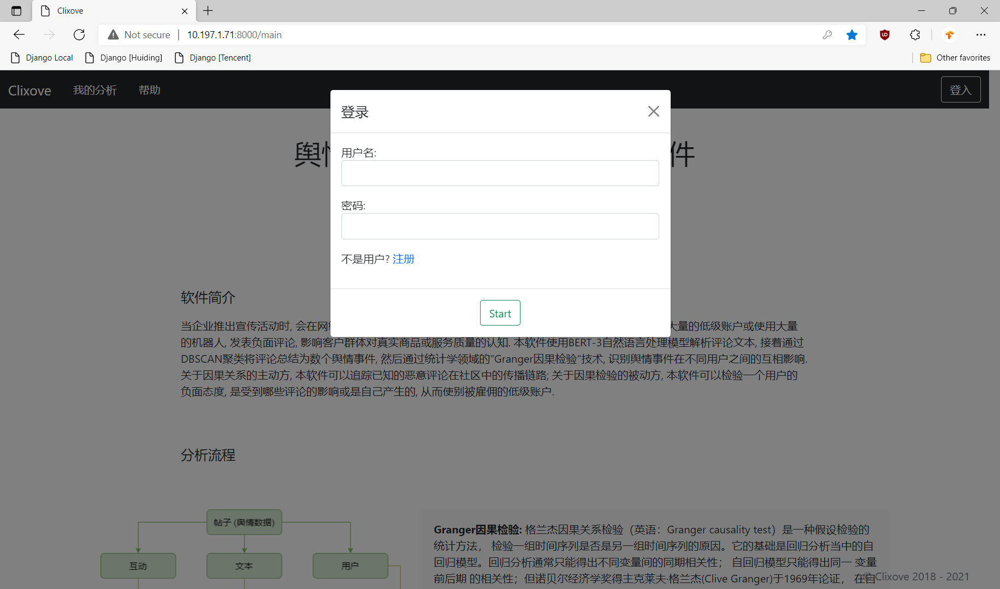 Clixove
Not secure
10.197.1.71:8000/main
Django Local
Django [Huiding]
Django [Tencent]
Other favorites
Clixove
我的分析
帮助
登入
登录
舆情
件
用户名:
密码:
不是用户? 注册
Start
软件简介
当企业推出宣传活动时, 会在网络
大量的低级账户或使用大量
的机器人, 发表负面评论, 影响客户群体对真实商品或服务质量的认知. 本软件使用BERT-3自然语言处理模型解析评论文本, 接着通过
DBSCAN聚类将评论总结为数个舆情事件, 然后通过统计学领域的"Granger因果检验"技术, 识别舆情事件在不同用户之间的互相影响.
关于因果关系的主动方, 本软件可以追踪已知的恶意评论在社区中的传播链路; 关于因果检验的被动方, 本软件可以检验一个用户的
负面态度, 是受到哪些评论的影响或是自己产生的, 从而使别被雇佣的低级账户.
分析流程
帖子 (舆情数据)
互动
文本
用户
Granger因果检验: 格兰杰因果关系检验（英语：Granger causality test）是一种假设检验的
统计方法， 检验一组时间序列是否是另一组时间序列的原因。它的基础是回归分析当中的自
回归模型。回归分析通常只能得出不同变量间的同期相关性； 自回归模型只能得出同一 变量
前后期 的相关性；但诺贝尔经济学奖得主克莱夫·格兰杰(Clive Granger)于1969年论证， 在自
© Clixove 2018 - 2021